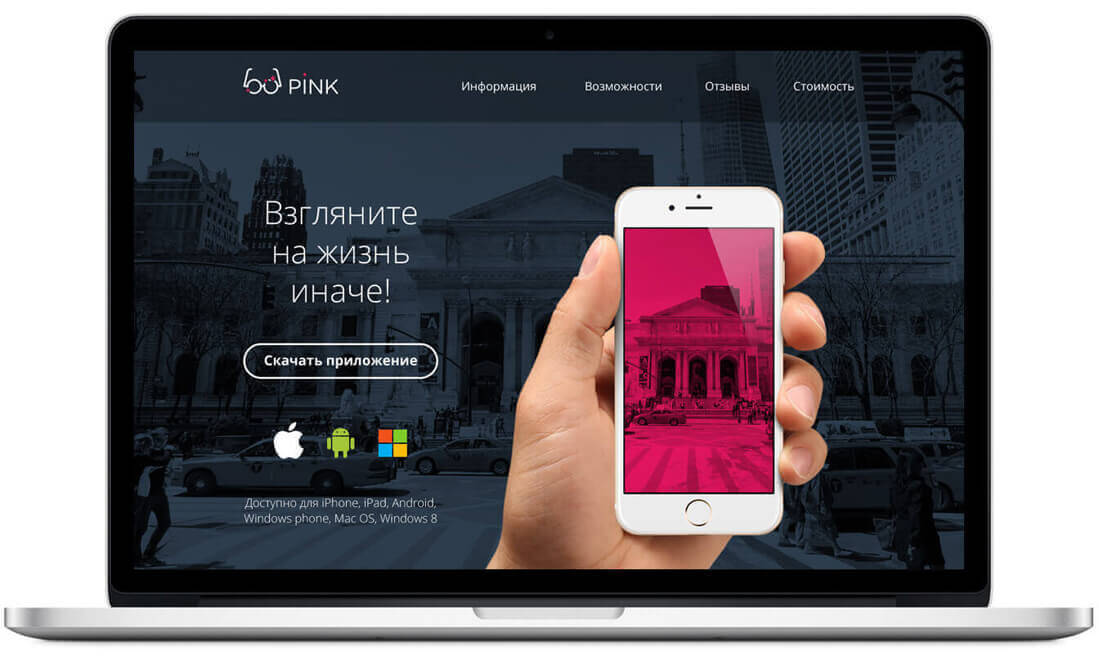 PINK
Информация
Возможности
Отзывы
Стоимость
Взгляните
на жизнь
иначе!
Скачать приложение
Доступно для iPhone, iPad, Android,
Windows phone, Mac OS, Windows 8